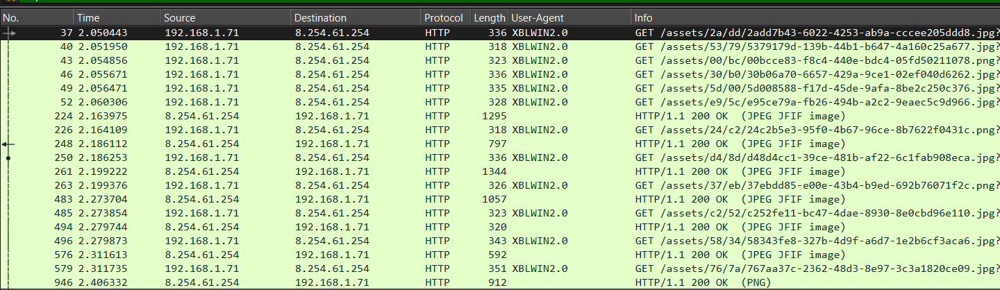 No. Time Source Destination Protocol Length User-Agent Info
37 2.050443 192.168.1.71 8.254.61.254 HTTP 336 XBLWIN2.0 GET /assets/2a/dd/2add7b43-6022-4253-ab9a-cccee205ddd8.jpg?
40 2.051950 192.168.1.71 8.254.61.254 HTTP 318 XBLWIN2.0 GET /assets/53/79/5379179d-139b-44b1-b647-4a160c25a677.jpg?
43 2.054856 192.168.1.71 8.254.61.254 HTTP 323 XBLWIN2.0 GET /assets/00/bc/00bcce83-f8c4-440e-bdc4-05fd50211078.png?
46 2.055671 192.168.1.71 8.254.61.254 HTTP 336 XBLWIN2.0 GET /assets/30/b0/30b06a70-6657-429a-9ce1-02ef040d6262.jpg?
49 2.056471 192.168.1.71 8.254.61.254 HTTP 335 XBLWIN2.0 GET /assets/5d/00/5d008588-f17d-45de-9afa-8be2c250c376.jpg?
52 2.060306 192.168.1.71 8.254.61.254 HTTP 328 XBLWIN2.0 GET /assets/e9/5c/e95ce79a-fb26-494b-a2c2-9eaec5c9d966.jpg?
224 2.163975 8.254.61.254 192.168.1.71 HTTP 1295 HTTP/1.1 200 OK (JPEG JFIF image)
226 2.164109 192.168.1.71 8.254.61.254 HTTP 318 XBLWIN2.0 GET /assets/24/c2/24c2b5e3-95f0-4b67-96ce-8b7622f0431c.png?
248 2.186112 8.254.61.254 192.168.1.71 HTTP 797 HTTP/1.1 200 OK (JPEG JFIF image)
250 2.186253 192.168.1.71 8.254.61.254 HTTP 336 XBLWIN2.0 GET /assets/d4/8d/d48d4cc1-39ce-481b-af22-6c1fab908eca.jpg?
261 2.199222 8.254.61.254 192.168.1.71 HTTP 1344 HTTP/1.1 200 OK (JPEG JFIF image)
263 2.199376 192.168.1.71 8.254.61.254 HTTP 326 XBLWIN2.0 GET /assets/37/eb/37ebdd85-e00e-43b4-b9ed-692b76071f2c.png?
483 2.273704 8.254.61.254 192.168.1.71 HTTP 1057 HTTP/1.1 200 OK (JPEG JFIF image)
485 2.273854 192.168.1.71 8.254.61.254 HTTP 323 XBLWIN2.0 GET /assets/c2/52/c252fe11-bc47-4dae-8930-8e0cbd96e110.jpg?
494 2.279744 8.254.61.254 192.168.1.71 HTTP 320 HTTP/1.1 200 OK (JPEG JFIF image)
496 2.279873 192.168.1.71 8.254.61.254 HTTP 343 XBLWIN2.0 GET /assets/58/34/58343fe8-327b-4d9f-a6d7-1e2b6cf3aca6.jpg?
576 2.311613 8.254.61.254 192.168.1.71 HTTP 592 HTTP/1.1 200 OK (JPEG JFIF image)
579 2.311735 192.168.1.71 8.254.61.254 HTTP 351 XBLWIN2.0 GET /assets/76/7a/767aa37c-2362-48d3-8e97-3c3a1820ce09.jpg?
946 2.406332 8.254.61.254 192.168.1.71 HTTP 912 HTTP/1.1 200 OK (PNG)